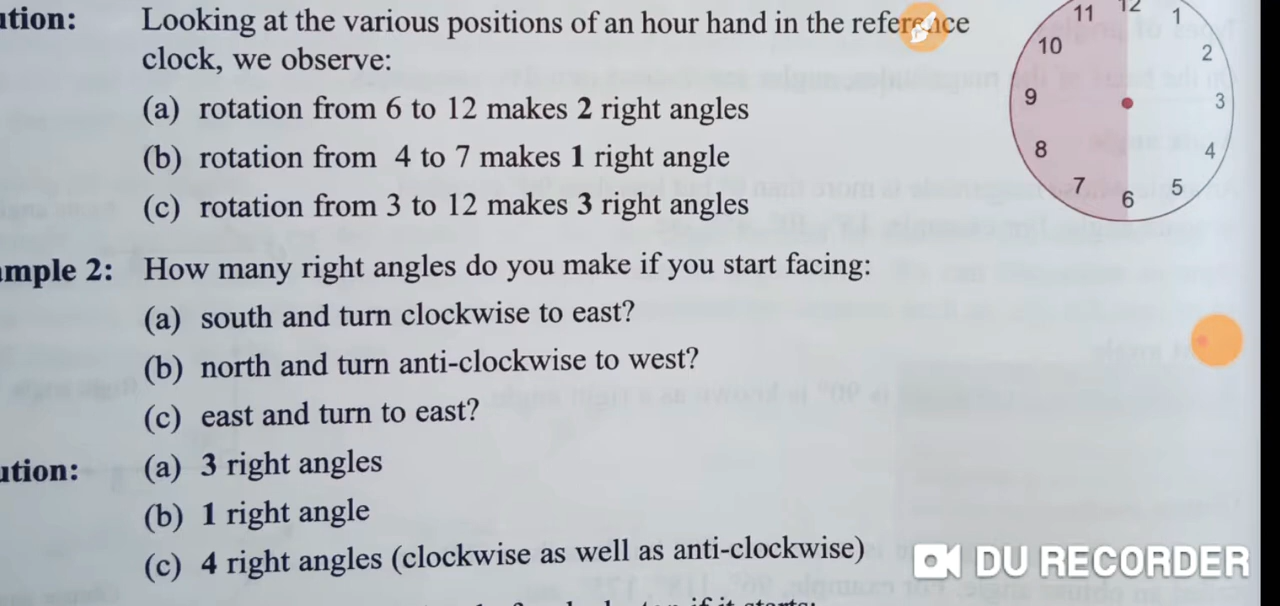 ution: Looking at the various positions of an hour hand in the reference
clock, we observe:
(a) rotation from 6 to 12 makes 2 right angles
(b) rotation from 4 to 7 makes 1 right angle
(c) rotation from 3 to 12 makes 3 right angles
12
11
1
10
2
9
3
8
4
7
5
6
mple 2: How many right angles do you make if you start facing:
(a) south and turn clockwise to east?
(b) north and turn anti-clockwise to west?
(c) east and turn to east?
ution: (a) 3 right angles
(b) 1 right angle
(c) 4 right angles (clockwise as well as anti-clockwise)
DU RECORDER